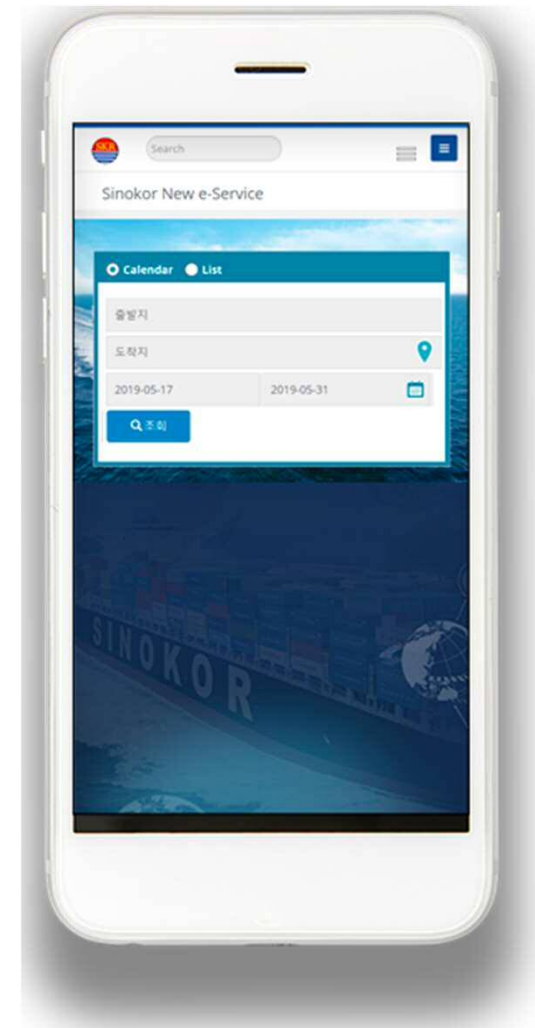 SKR
Search
Sinokor New e-Service
Calendar
List
출발지
도착지
2019-05-17
2019-05-31
조회
SINOKOR